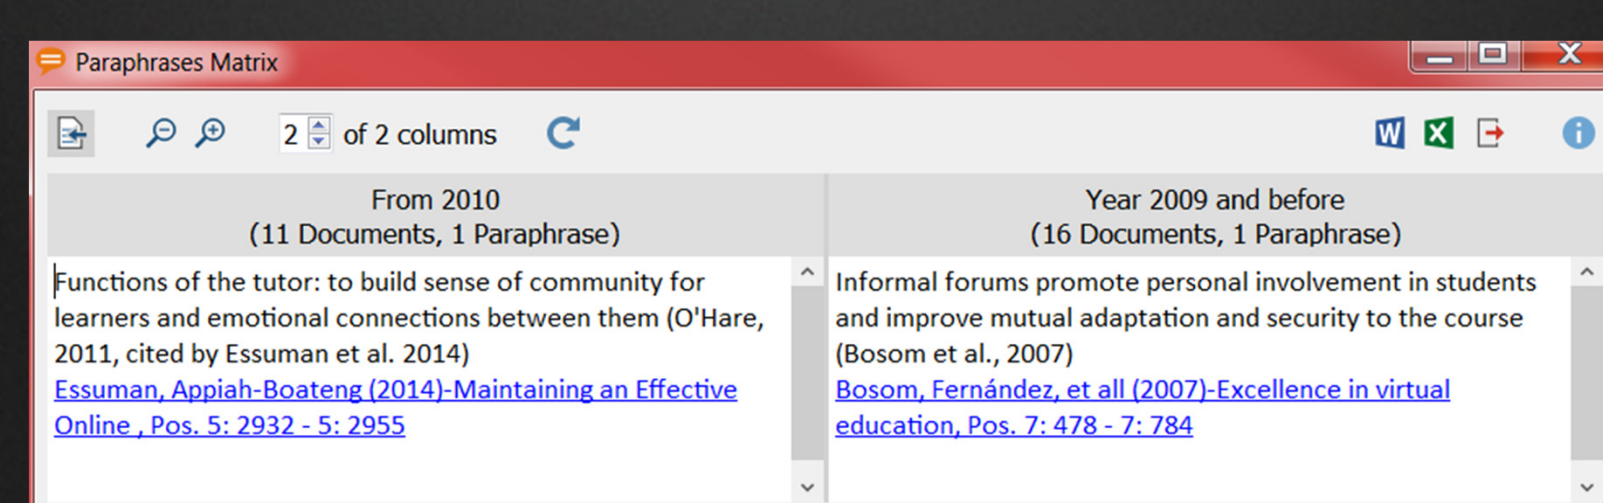 Paraphrases Matrix
2 of 2 columns
From 2010
(11 Documents, 1 Paraphrase)
Functions of the tutor: to build sense of community for
learners and emotional connections between them (O'Hare,
2011, cited by Essuman et al. 2014)
Essuman, Appiah-Boateng (2014)-Maintaining an Effective
Online , Pos. 5: 2932 - 5: 2955
Year 2009 and before
(16 Documents, 1 Paraphrase)
Informal forums promote personal involvement in students
and improve mutual adaptation and security to the course
(Bosom et al., 2007)
Bosom, Fernández, et all (2007)-Excellence in virtual
education, Pos. 7: 478 - 7: 784